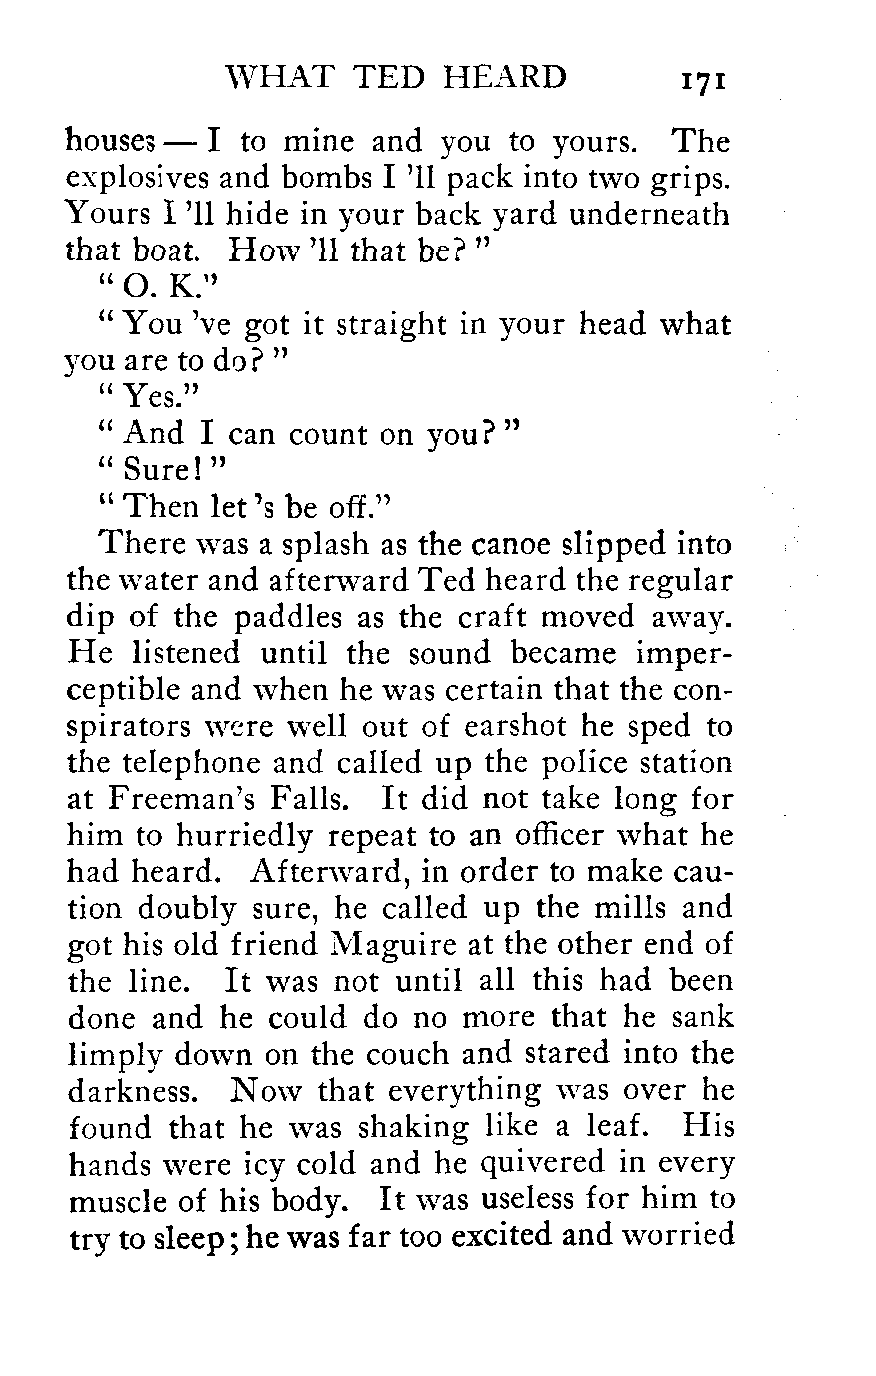 WHAT TED HEARD 171
houses — I to mine and you to yours. The
explosives and bombs I 'll pack into two grips.
Yours I 'll hide in your back yard underneath
that boat. How 'll that be? "
" O. K."
" You 've got it straight in your head what
you are to do? "
" Yes."
" And I can count on you? "
" Sure! "
" Then let 's be off."
There was a splash as the canoe slipped into
the water and afterward Ted heard the regular
dip of the paddles as the craft moved away.
He listened until the sound became imper-
ceptible and when he was certain that the con-
spirators were well out of earshot he sped to
the telephone and called up the police station
at Freeman's Falls. It did not take long for
him to hurriedly repeat to an officer what he
had heard. Afterward, in order to make cau-
tion doubly sure, he called up the mills and
got his old friend Maguire at the other end of
the line. It was not until all this had been
done and he could do no more that he sank
limply down on the couch and stared into the
darkness. Now that everything was over he
found that he was shaking like a leaf. His
hands were icy cold and he quivered in every
muscle of his body. It was useless for him to
try to sleep; he was far too excited and worried